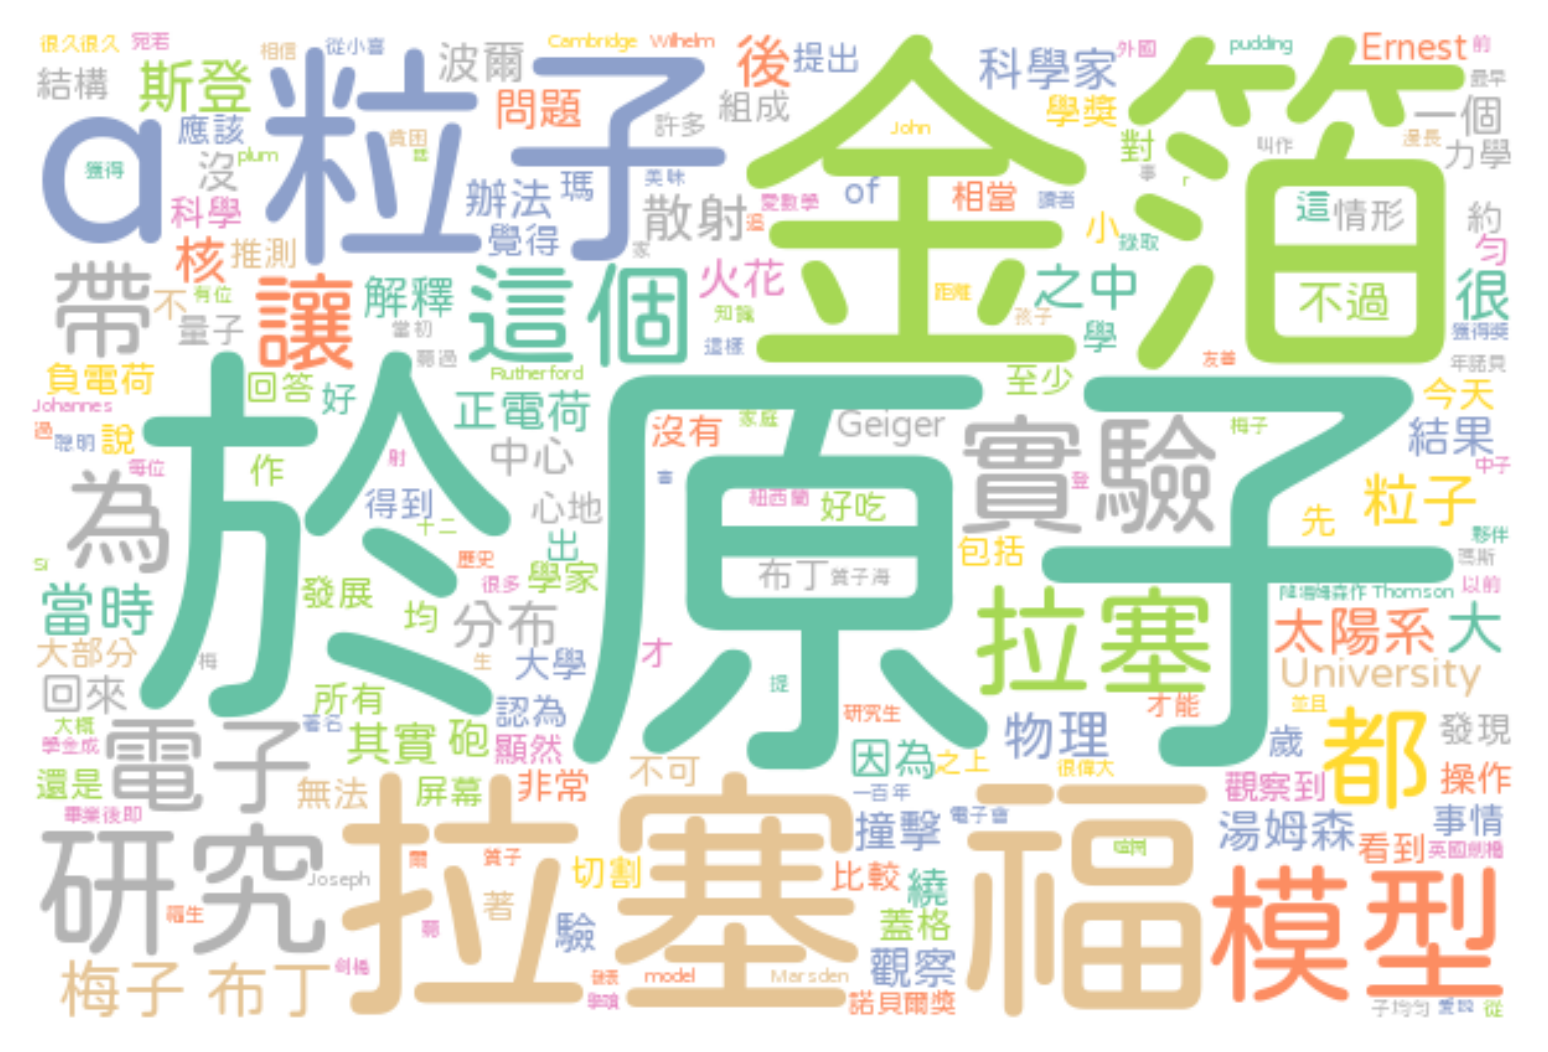 很久很久
宛若
相信
從小喜
波爾
Cambridge
Wilhelm
後
提出
科學家
外國
pudding
Ernest
前
結構
斯登
粒子
問題
組成
許多
金箔
學獎
最早
一個
α
應該
貧困
John
對
叫作
漫長
力學
獲得
沒
plum
辦法
瑪
美味
散射
愛數學
of
相當
讀者
小
錄取
事
r
這
情形
約
科學
覺得
家
追
勻
核
推測
帶
不
有位
讓
解釋
這個
火花
知識
距離
之中
不過
很
量子
當初
聽過
這樣
孩子
學
獲得獎
負電荷
回答
好
Rutherford
友善
年諾貝
至少
今天
Johannes
過
聰明
說
正電荷
沒有
家庭
Geiger
實驗
梅子
結果
每位
作
射
中心
於原子
中子
為
得到
十二
心地
紐西蘭
好吃
登
粒子
先
歷史
出
包括
夥伴
瑪斯
布丁
質子海
當時
發展
很多
學家
拉塞
Thomson
以前
均
分布
太陽系
大
大部分
梅
生
大學
才
University
回來
所有
提
大概
著名
認為
研究生
才能
並且
學金成
電子
其實
砲
顯然
物理
歲
都
發現
還是
因為
之上
很偉大
無法
屏幕
非常
不可
一百年
觀察到
操作
畢業後即
拉塞福
撞擊
電子會
湯姆森
事情
研究
爾
質子
切割
比較
繞
看到
英國劍橋
Joseph
著
模型
福生
聽
驗
蓋格
梅子
布丁
劍橋
發表
model
Marsden
觀察
學嗆
諾貝爾獎
子均勻
愛說
從